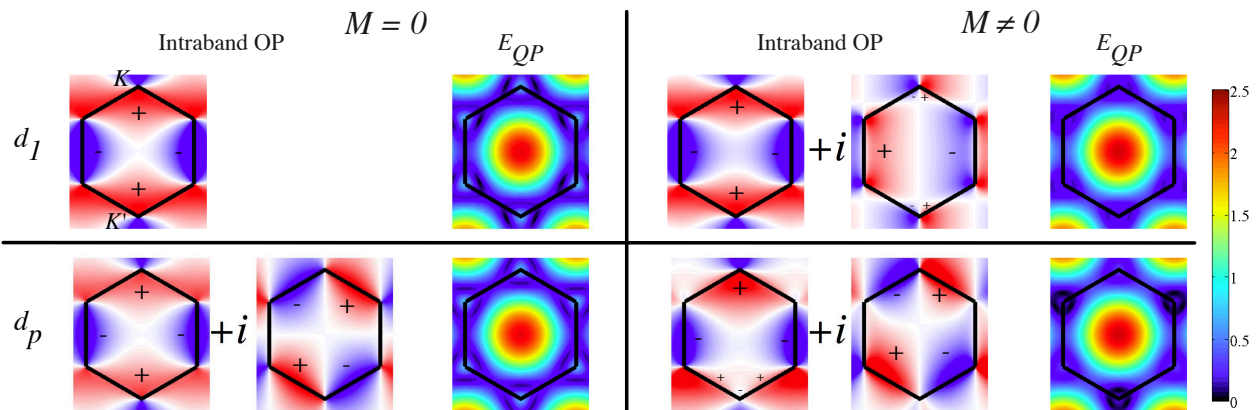 M = 0
M ≠ 0
Intraband OP
E_QP
Intraband OP
E_QP
K
+
+
- +
+
d_1
- -
- +i + -
+
K'
+
- + +
2.5
2
1.5
1
0.5
0
+
- +
+
- +
d_p
- - +i
- - +i
+
+ -
+ +
-
+ -